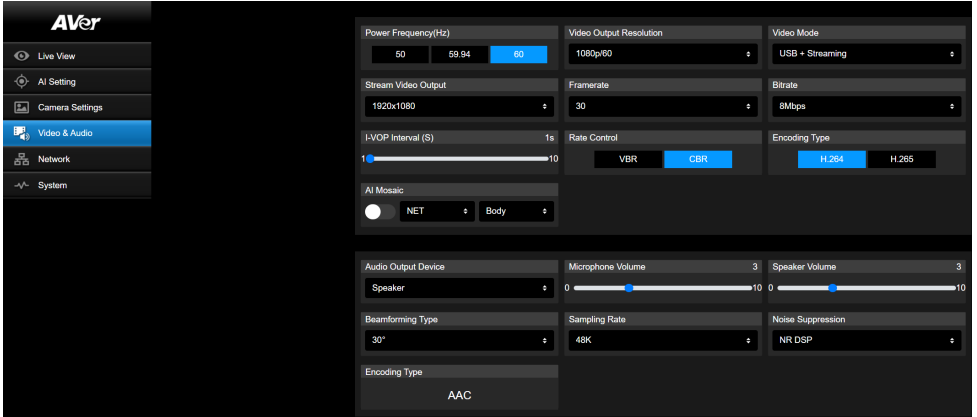 AVer
Live View
AI Setting
Camera Settings
Video & Audio
Network
System
Power Frequency(Hz) Video Output Resolution Video Mode
50 59.94 60 1080p/60 USB + Streaming
Stream Video Output Framerate Bitrate
1920x1080 30 8Mbps
I-VOP Interval (S) 1s Rate Control Encoding Type
1 10 VBR CBR H.264 H.265
AI Mosaic
NET Body
Audio Output Device Microphone Volume 3 Speaker Volume 3
Speaker 0 10 0 10
Beamforming Type Sampling Rate Noise Suppression
30° 48K NR DSP
Encoding Type
AAC